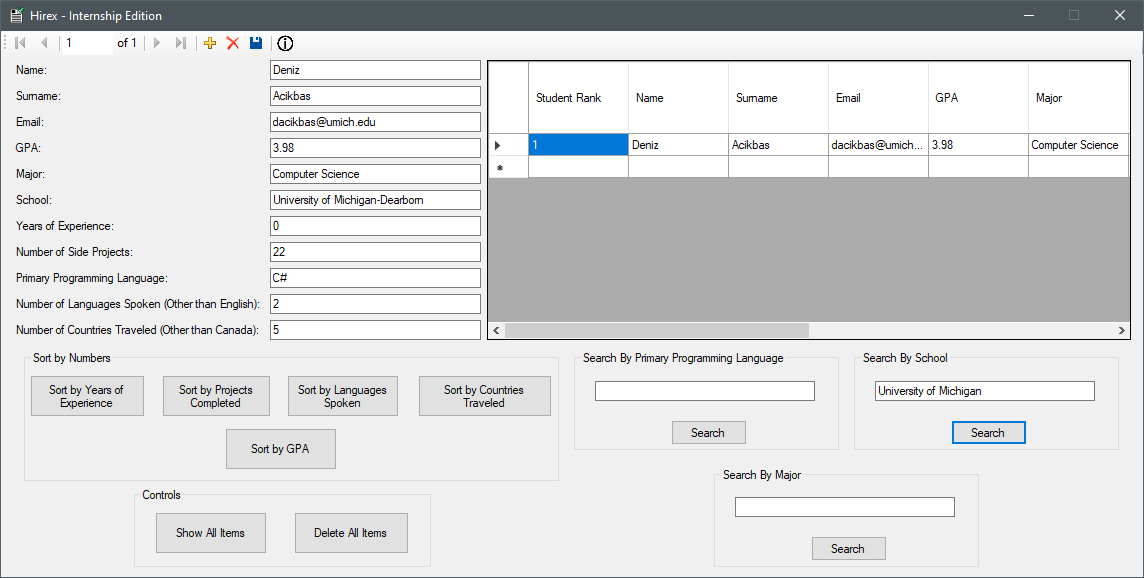 Hirex - Internship Edition
1 of 1
Name: Deniz
Surname: Acikbas
Email: dacikbas@umich.edu
GPA: 3.98
Major: Computer Science
School: University of Michigan-Dearborn
Years of Experience: 0
Number of Side Projects: 22
Primary Programming Language: C#
Number of Languages Spoken (Other than English): 2
Number of Countries Traveled (Other than Canada): 5
Student Rank Name Surname Email GPA Major
1 Deniz Acikbas dacikbas@umich... 3.98 Computer Science
Sort by Numbers
Sort by Years of
Experience
Sort by Projects
Completed
Sort by Languages
Spoken
Sort by Countries
Traveled
Sort by GPA
Search By Primary Programming Language
Search
Search By School
University of Michigan
Search
Controls
Show All Items
Delete All Items
Search By Major
Search